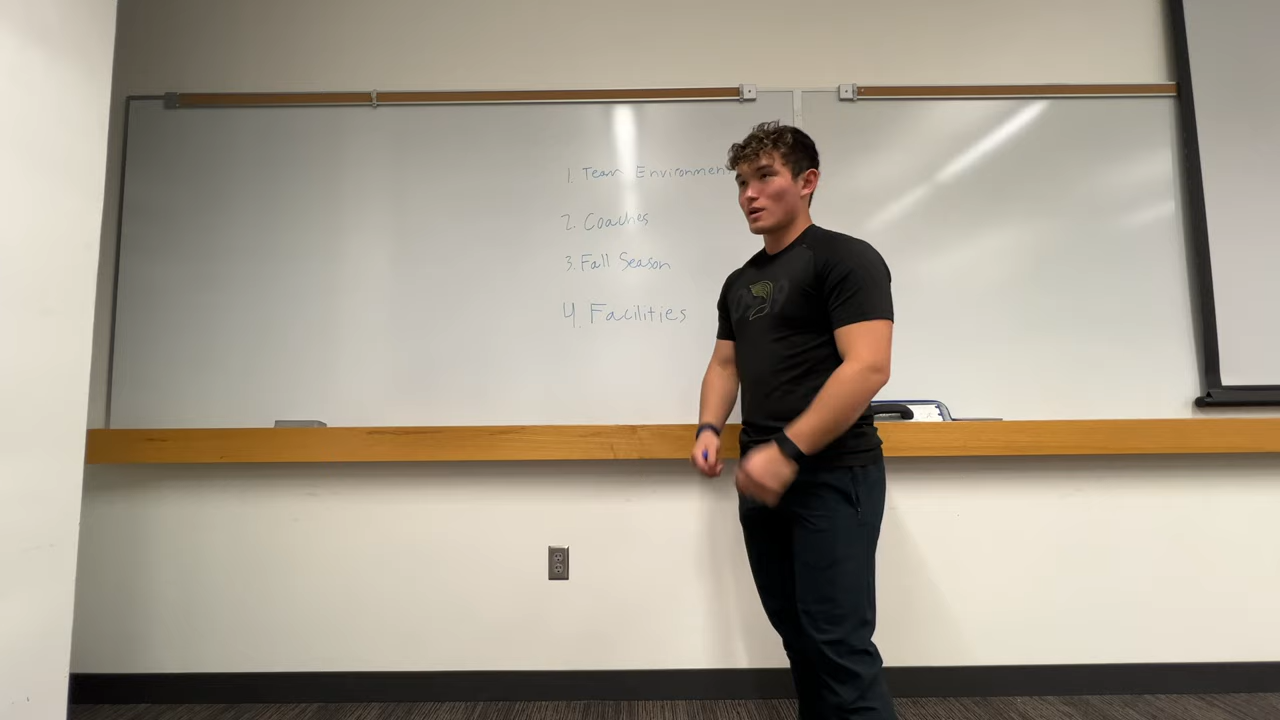 1. Team Environment
2. Coaches
3. Fall Season
4. Facilities